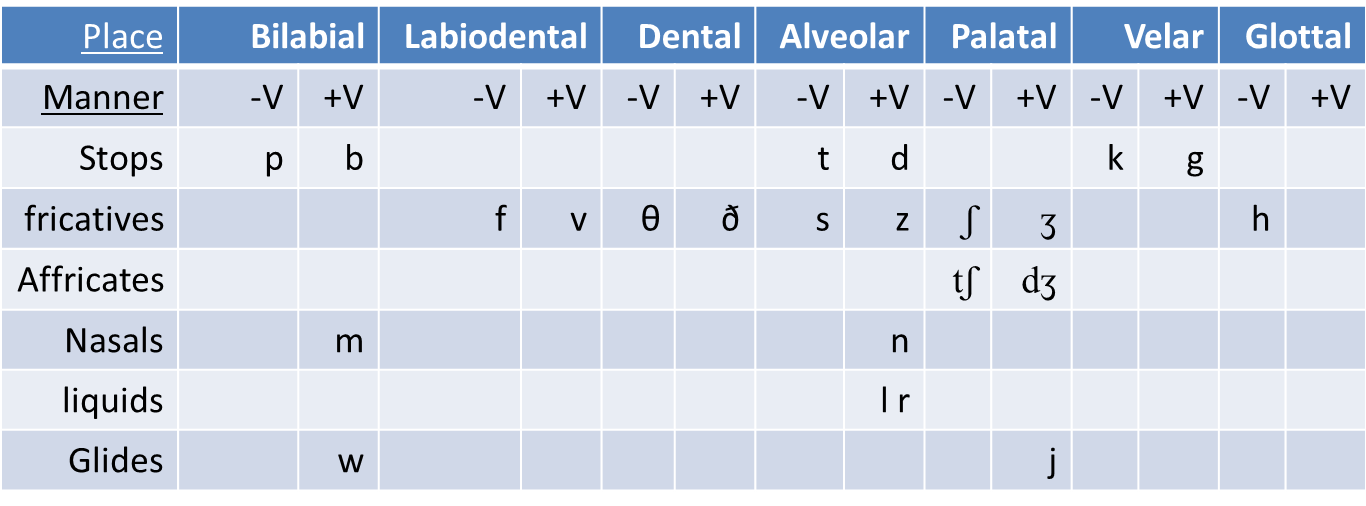 Place Bilabial Labiodental Dental Alveolar Palatal Velar Glottal
Manner -V +V -V +V -V +V -V +V -V +V -V +V -V +V
Stops p b t d k g
fricatives f v θ ð s z ʃ ʒ h
Affricates tʃ dʒ
Nasals m n
liquids l r
Glides w j